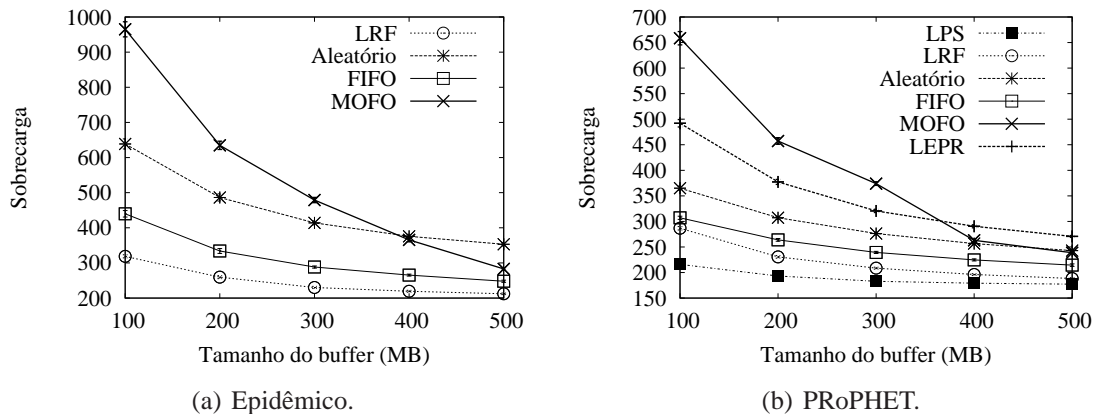 1000
900
800
700
600
500
400
300
200
100 200 300 400 500
Sobrecarga
Tamanho do buffer (MB)
LRF
Aleatório
FIFO
MOFO
(a) Epidêmico.
700
650
600
550
500
450
400
350
300
250
200
150
100 200 300 400 500
Sobrecarga
Tamanho do buffer (MB)
LPS
LRF
Aleatório
FIFO
MOFO
LEPR
(b) PRoPHET.